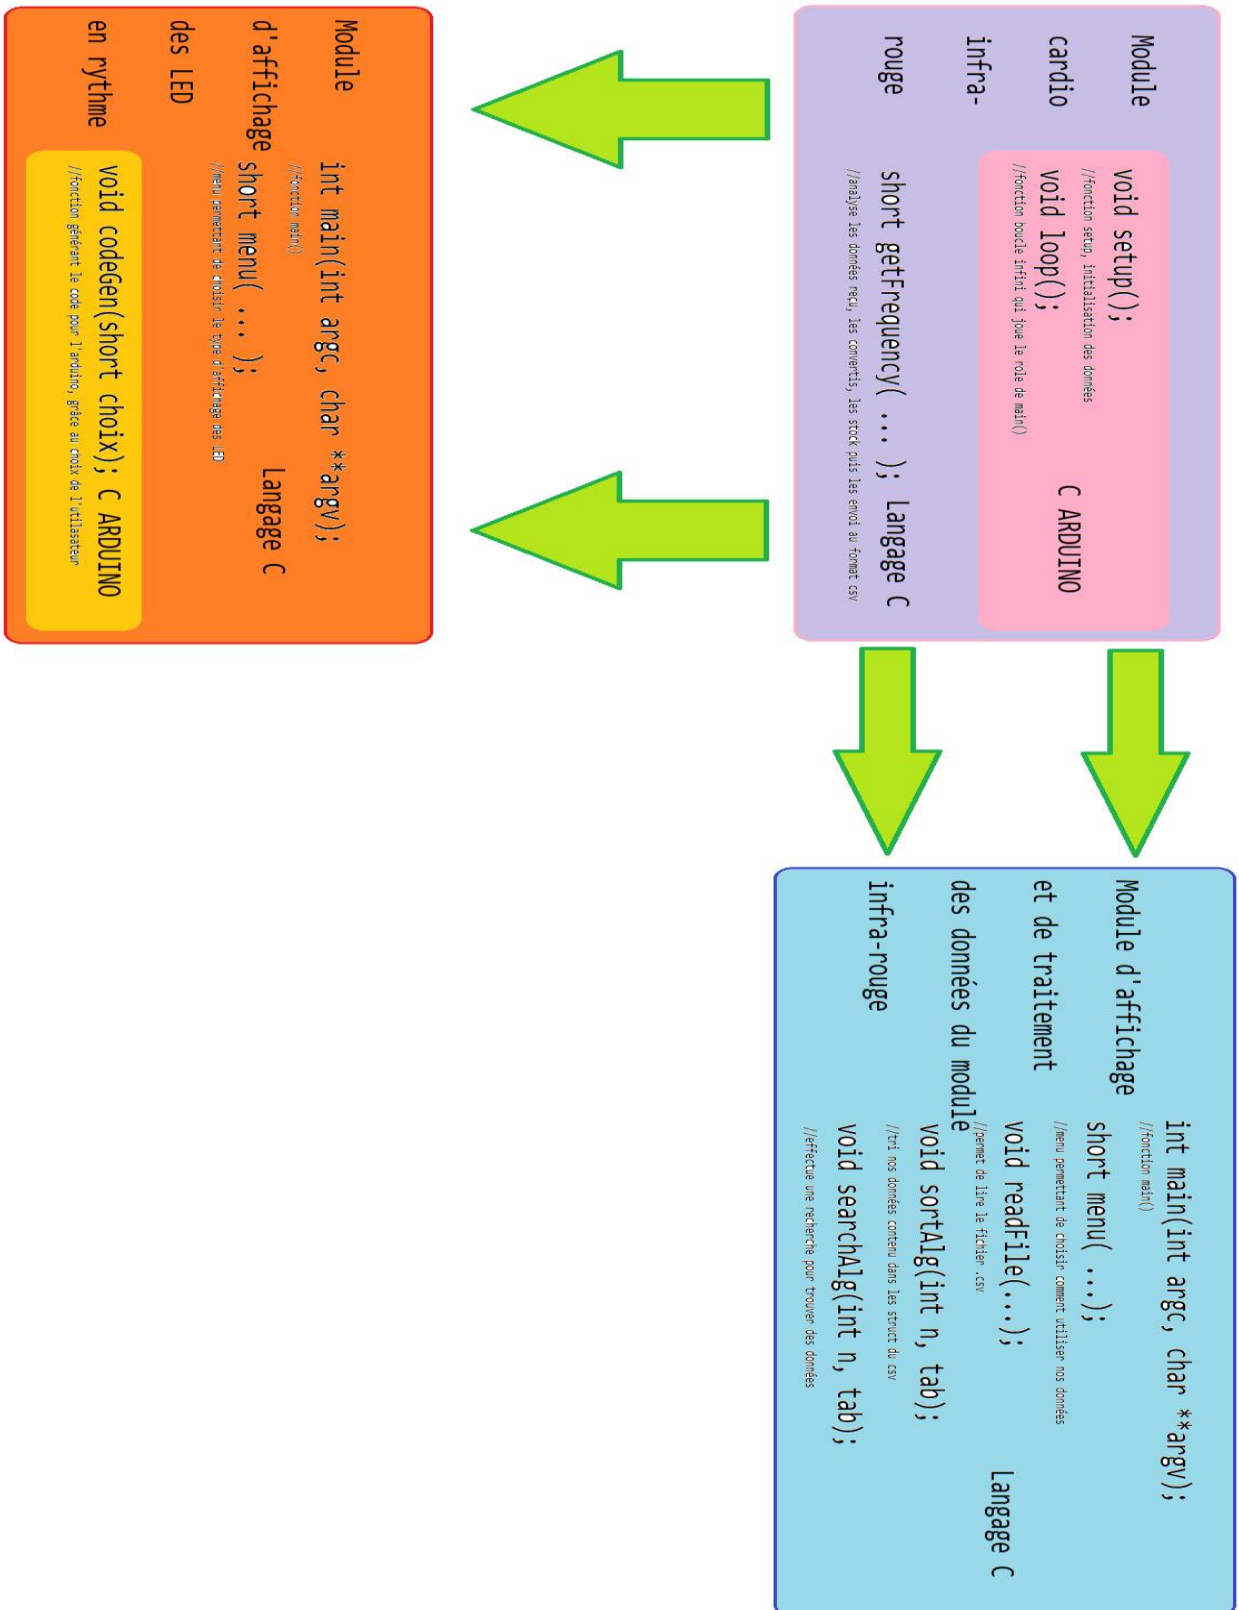 Module
cardio
infra-
rouge
void setup();
//fonction setup, initialisation des données
void loop();
//fonction boucle infini qui joue le role de main()
C ARDUINO
short getFrequency( ... ); Langage C
//analyse les données reçu, les convertis, les stock puis les envoi au format csv
Module d'affichage
et de traitement
des données du module
infra-rouge
int main(int argc, char **argv);
//fonction main()
short menu( ...);
//menu permettant de choisir comment utiliser nos données
void readFile(...);
//permet de lire le fichier .csv
void sortAlg(int n, tab);
//tri nos données contenu dans les struct du csv
void searchAlg(int n, tab);
//effectue une recherche pour trouver des données
Langage C
Module
d'affichage
des LED
en rythme
int main(int argc, char **argv);
//fonction main()
short menu( ... );
//menu permettant de choisir le type d'affichage des LED
Langage C
void codeGen(short choix); C ARDUINO
//fonction générant le code pour l'arduino, grâce au choix de l'utilasateur